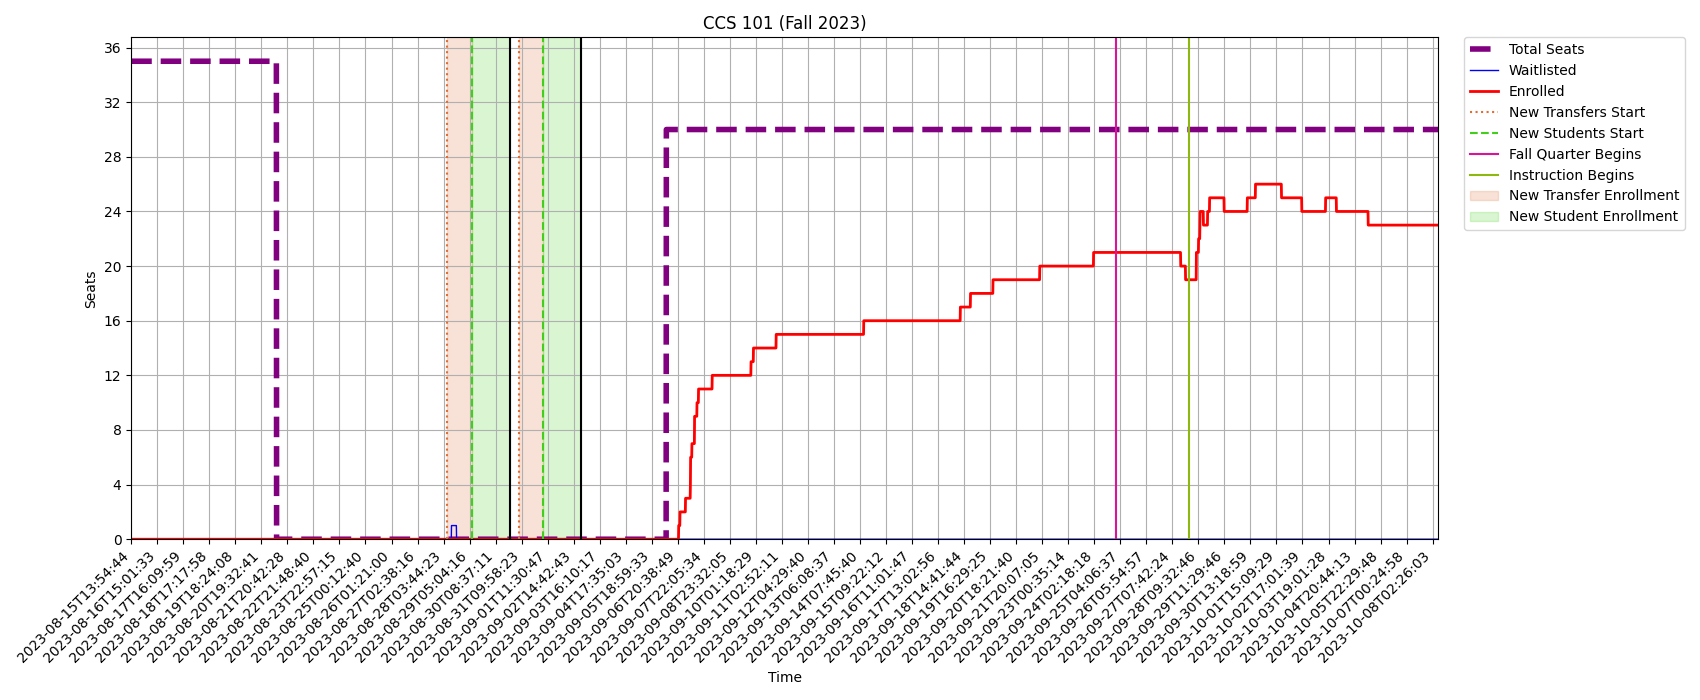 CCS 101 (Fall 2023)
36
32
28
24
20
16
12
8
4
0
Seats
2023-08-15T13:54:44
2023-08-16T15:01:33
2023-08-17T16:09:59
2023-08-18T17:17:58
2023-08-19T18:24:08
2023-08-20T19:32:41
2023-08-21T20:42:28
2023-08-22T21:48:40
2023-08-23T22:57:15
2023-08-25T00:12:40
2023-08-26T01:21:00
2023-08-27T02:38:16
2023-08-28T03:44:23
2023-08-29T05:04:16
2023-08-30T08:37:11
2023-08-31T09:58:23
2023-09-01T11:30:47
2023-09-02T14:42:43
2023-09-03T16:10:17
2023-09-04T17:35:03
2023-09-05T18:59:33
2023-09-06T20:38:49
2023-09-07T22:05:34
2023-09-08T23:32:05
2023-09-10T01:18:29
2023-09-11T02:52:11
2023-09-12T04:29:40
2023-09-13T06:08:37
2023-09-14T07:45:40
2023-09-15T09:22:12
2023-09-16T11:01:47
2023-09-17T13:02:56
2023-09-18T14:41:44
2023-09-19T16:29:25
2023-09-20T18:21:40
2023-09-21T20:07:05
2023-09-23T00:35:14
2023-09-24T02:18:18
2023-09-25T04:06:37
2023-09-26T05:54:57
2023-09-27T07:42:24
2023-09-28T09:32:46
2023-09-29T11:29:46
2023-09-30T13:18:59
2023-10-01T15:09:29
2023-10-02T17:01:39
2023-10-03T19:01:28
2023-10-04T20:44:13
2023-10-05T22:29:48
2023-10-07T00:24:58
2023-10-08T02:26:03
Time
Total Seats
Waitlisted
Enrolled
New Transfers Start
New Students Start
Fall Quarter Begins
Instruction Begins
New Transfer Enrollment
New Student Enrollment